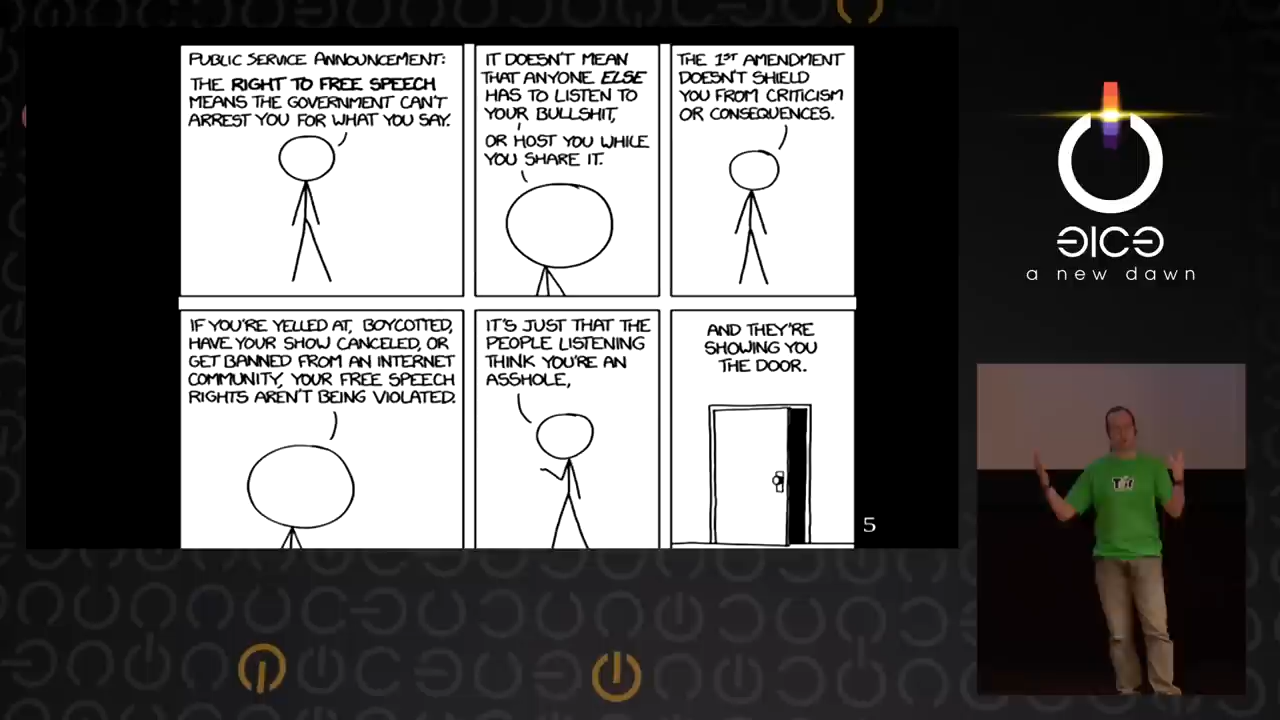 PUBLIC SERVICE ANNOUNCEMENT:
THE RIGHT TO FREE SPEECH
MEANS THE GOVERNMENT CAN'T
ARREST YOU FOR WHAT YOU SAY.
IT DOESN'T MEAN
THAT ANYONE ELSE
HAS TO LISTEN TO
YOUR BULLSHIT,
OR HOST YOU WHILE
YOU SHARE IT.
THE 1ST AMENDMENT
DOESN'T SHIELD
YOU FROM CRITICISM
OR CONSEQUENCES.
IF YOU'RE YELLED AT, BOYCOTTED,
HAVE YOUR SHOW CANCELED, OR
GET BANNED FROM AN INTERNET
COMMUNITY, YOUR FREE SPEECH
RIGHTS AREN'T BEING VIOLATED.
IT'S JUST THAT THE
PEOPLE LISTENING
THINK YOU'RE AN
ASSHOLE,
AND THEY'RE
SHOWING YOU
THE DOOR.
5
a new dawn